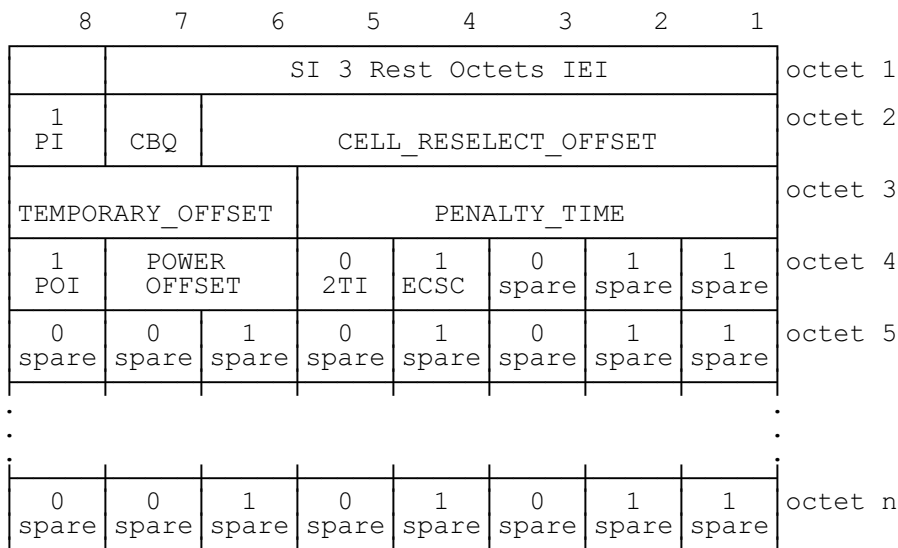 8 7 6 5 4 3 2 1
SI 3 Rest Octets IEI octet 1
1 octet 2
PI CBQ CELL_RESELECT_OFFSET
octet 3
TEMPORARY_OFFSET PENALTY_TIME
1 POWER 0 1 0 1 1 octet 4
POI OFFSET 2TI ECSC spare spare spare
0 0 1 0 1 0 1 1 octet 5
spare spare spare spare spare spare spare spare
0 0 1 0 1 0 1 1 octet n
spare spare spare spare spare spare spare spare